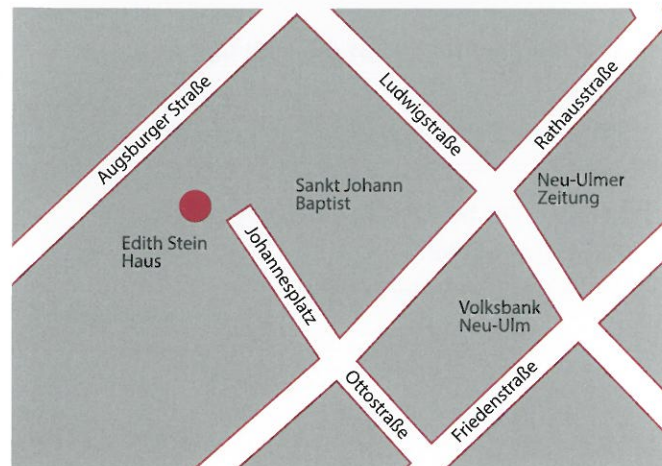 Augsburger Straße
Ludwigstraße
Rathausstraße
Sankt Johann
Baptist
Neu-Ulmer
Zeitung
Edith Stein
Haus
Johannesplatz
Volksbank
Neu-Ulm
Ottostraße
Friedenstraße